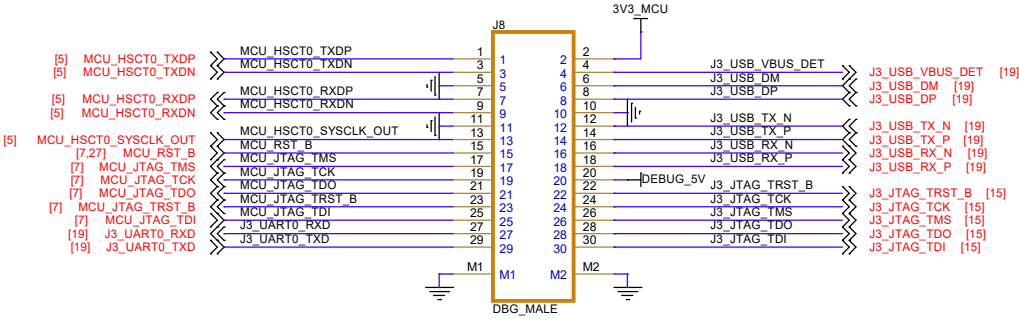 3V3_MCU
J8
[5] MCU_HSCT0_TXDP MCU_HSCT0_TXDP 1 1 2 2
[5] MCU_HSCT0_TXDN MCU_HSCT0_TXDN 3 3 4 4 J3_USB_VBUS_DET J3_USB_VBUS_DET [19]
5 5 6 6 J3_USB_DM J3_USB_DM [19]
[5] MCU_HSCT0_RXDP MCU_HSCT0_RXDP 7 7 8 8 J3_USB_DP J3_USB_DP [19]
[5] MCU_HSCT0_RXDN MCU_HSCT0_RXDN 9 9 10 10
11 11 12 12 J3_USB_TX_N J3_USB_TX_N [19]
[5] MCU_HSCT0_SYSCLK_OUT MCU_HSCT0_SYSCLK_OUT 13 13 14 14 J3_USB_TX_P J3_USB_TX_P [19]
[7,27] MCU_RST_B MCU_RST_B 15 15 16 16 J3_USB_RX_N J3_USB_RX_N [19]
[7] MCU_JTAG_TMS MCU_JTAG_TMS 17 17 18 18 J3_USB_RX_P J3_USB_RX_P [19]
[7] MCU_JTAG_TCK MCU_JTAG_TCK 19 19 20 20 DEBUG_5V
[7] MCU_JTAG_TDO MCU_JTAG_TDO 21 21 22 22 J3_JTAG_TRST_B J3_JTAG_TRST_B [15]
[7] MCU_JTAG_TRST_B MCU_JTAG_TRST_B 23 23 24 24 J3_JTAG_TCK J3_JTAG_TCK [15]
[7] MCU_JTAG_TDI MCU_JTAG_TDI 25 25 26 26 J3_JTAG_TMS J3_JTAG_TMS [15]
[19] J3_UART0_RXD J3_UART0_RXD 27 27 28 28 J3_JTAG_TDO J3_JTAG_TDO [15]
[19] J3_UART0_TXD J3_UART0_TXD 29 29 30 30 J3_JTAG_TDI J3_JTAG_TDI [15]
M1 M1 M2 M2
DBG_MALE